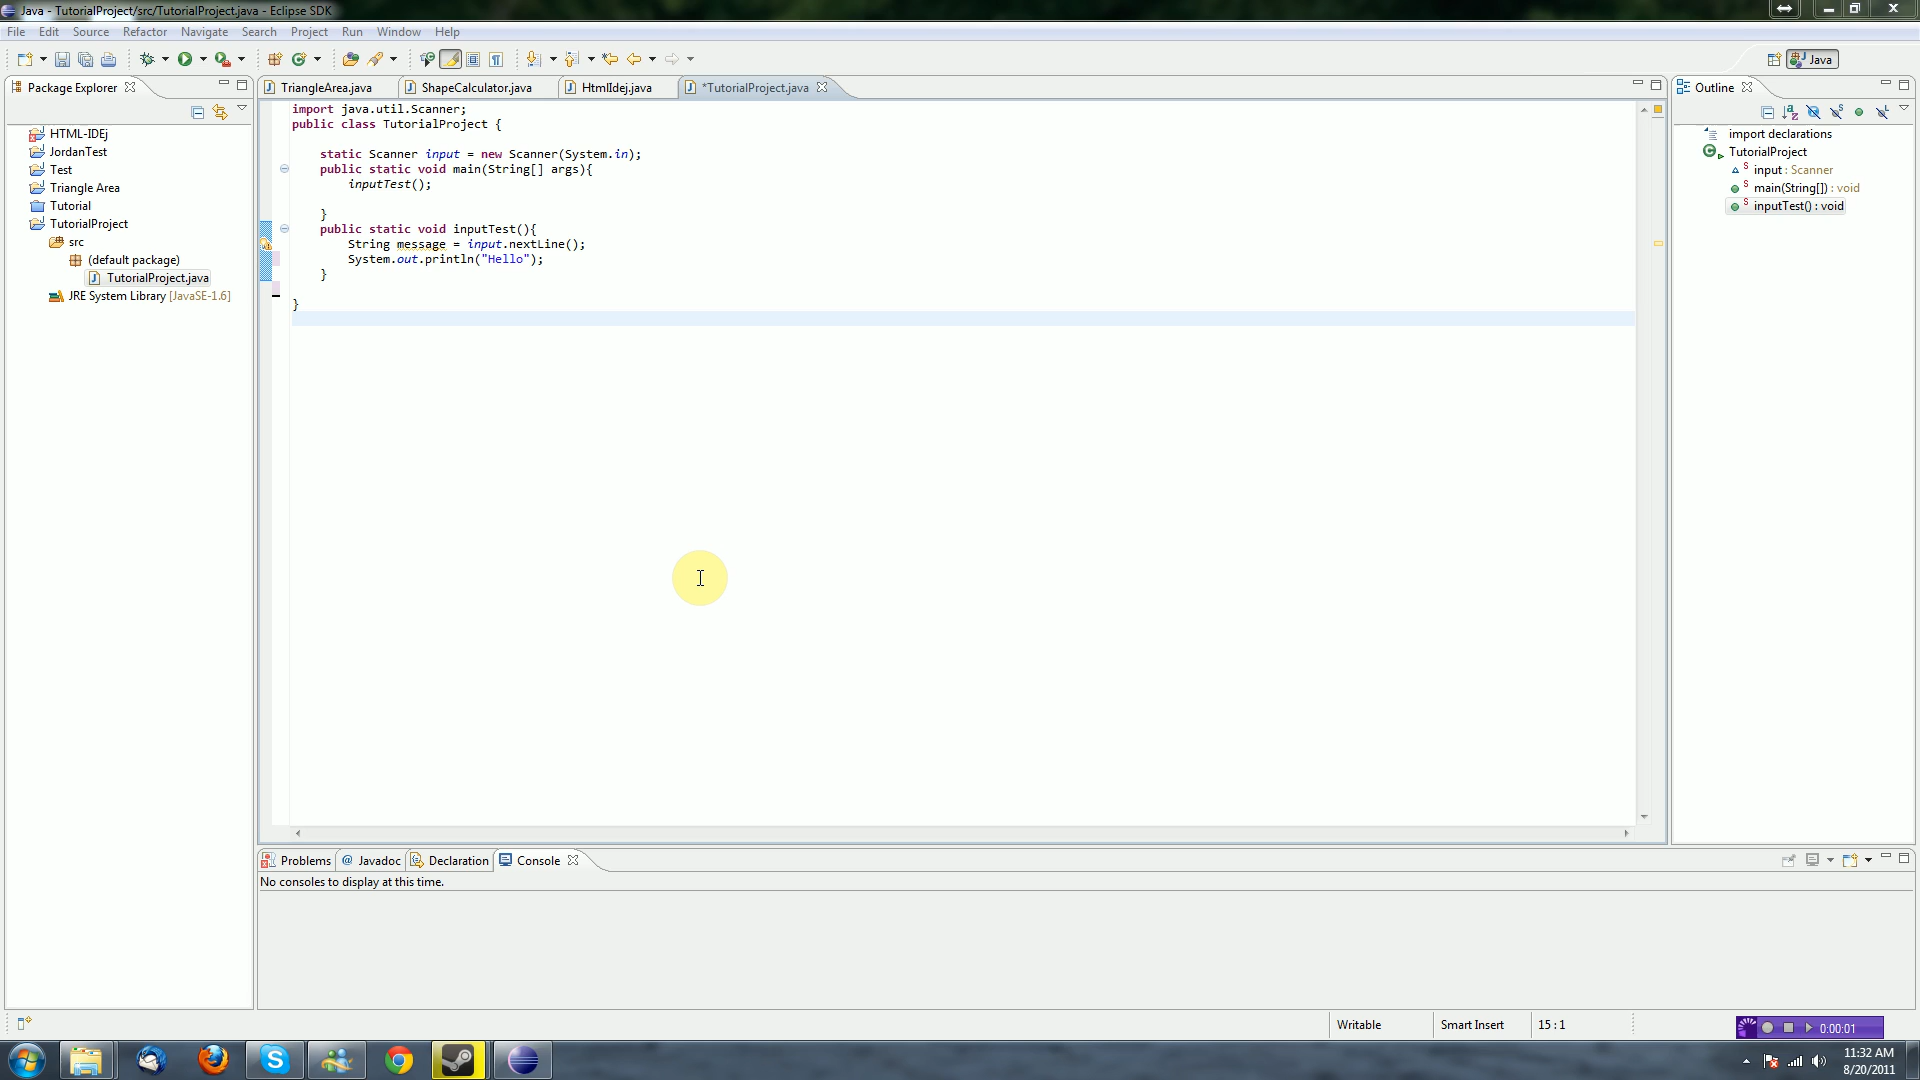 Java - TutorialProject/src/TutorialProject.java - Eclipse SDK
File Edit Source Refactor Navigate Search Project Run Window Help
Java
Package Explorer
HTML-IDEj
JordanTest
Test
Triangle Area
Tutorial
TutorialProject
src
(default package)
TutorialProject.java
JRE System Library [JavaSE-1.6]
TriangleArea.java ShapeCalculator.java HtmlIdej.java *TutorialProject.java
import java.util.Scanner;
public class TutorialProject {
static Scanner input = new Scanner(System.in);
public static void main(String[] args){
inputTest();
}
public static void inputTest(){
String message = input.nextLine();
System.out.println("Hello");
}
}
Outline
import declarations
TutorialProject
input : Scanner
main(String[]) : void
inputTest() : void
Problems @ Javadoc Declaration Console
No consoles to display at this time.
Writable Smart Insert 15 : 1
0:00:01
11:32 AM
8/20/2011